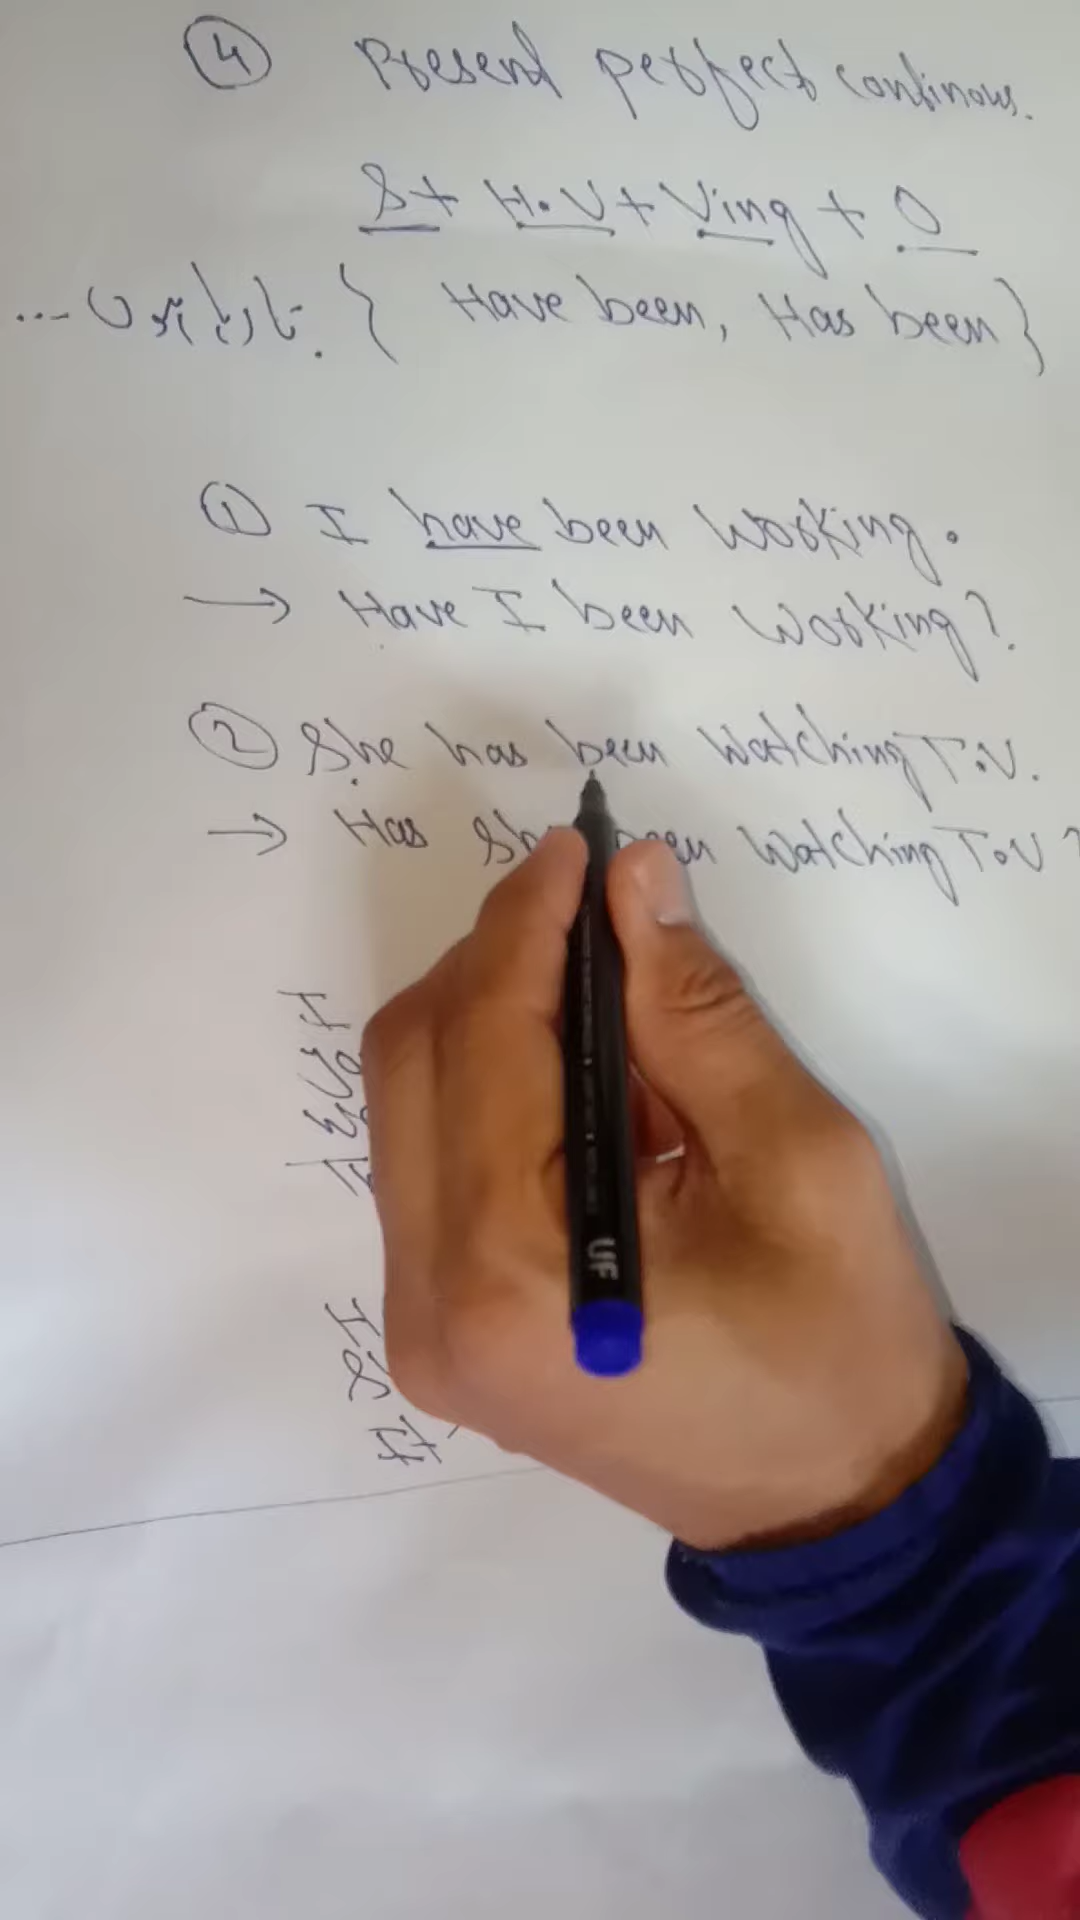 4 Present perfect continous.
S + H.V + Ving + O
{ Have been, Has been }
1 I have been working.
→ Have I been working?
2 She has been watching T.V.
→ Has she been watching T.V?
UF